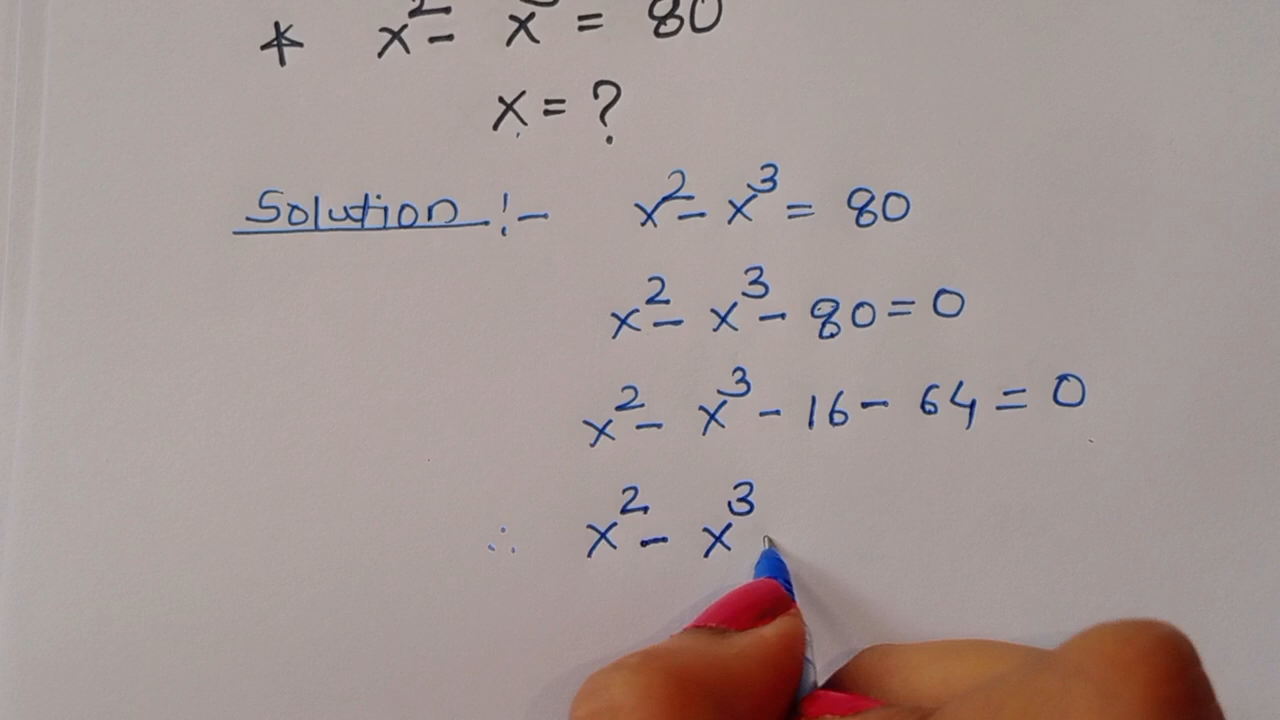 * x² - x³ = 80
x = ?
Solution :- x² - x³ = 80
x² - x³ - 80 = 0
x² - x³ - 16 - 64 = 0
∴ x² - x³